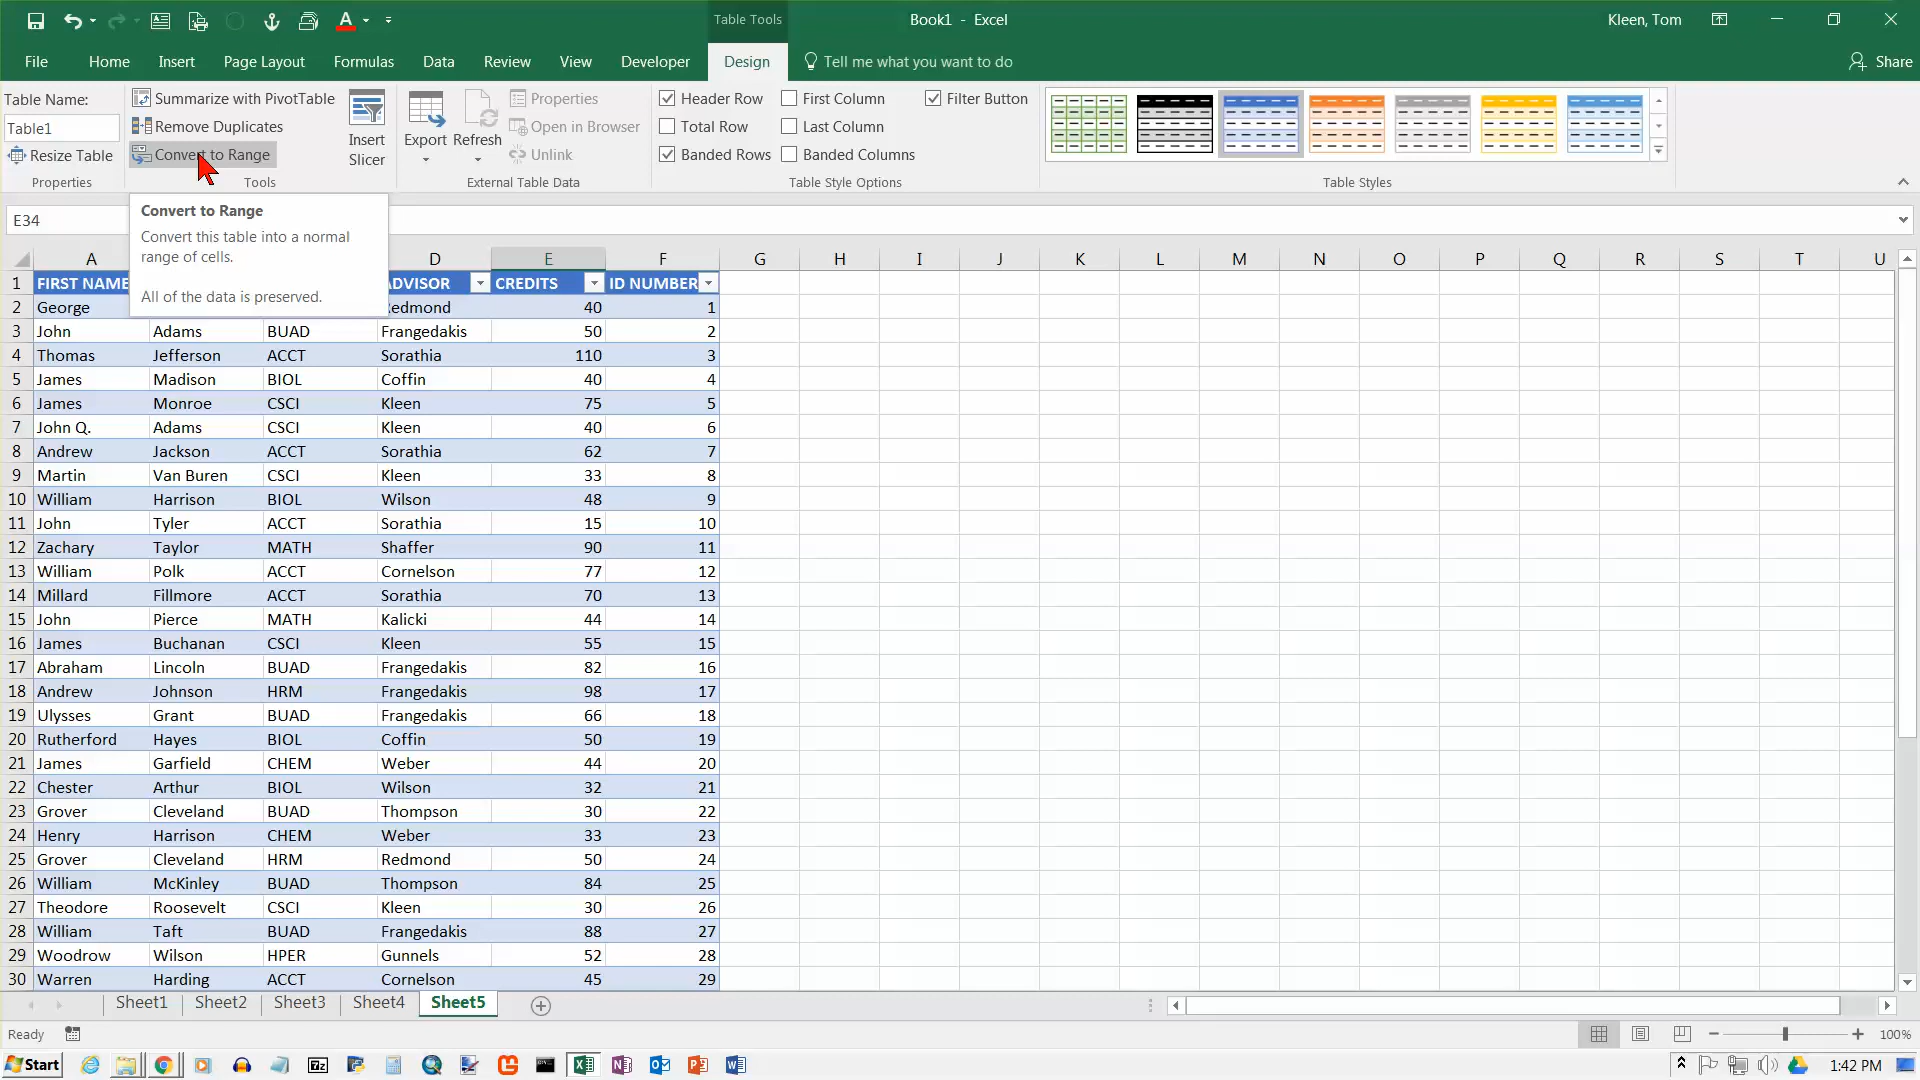 Table Tools
Book1 - Excel
Kleen, Tom
File Home Insert Page Layout Formulas Data Review View Developer Design Tell me what you want to do Share
Table Name:
Table1
Resize Table
Properties
Summarize with PivotTable
Remove Duplicates
Convert to Range
Tools
Insert
Slicer
Export
Refresh
Properties
Open in Browser
Unlink
External Table Data
Header Row
Total Row
Banded Rows
First Column
Last Column
Banded Columns
Filter Button
Table Style Options
Table Styles
E34
Convert to Range
Convert this table into a normal
range of cells.
All of the data is preserved.
A D E F G H I J K L M N O P Q R S T U
1 FIRST NAME ADVISOR CREDITS ID NUMBER
2 George Redmond 40 1
3 John Adams BUAD Frangedakis 50 2
4 Thomas Jefferson ACCT Sorathia 110 3
5 James Madison BIOL Coffin 40 4
6 James Monroe CSCI Kleen 75 5
7 John Q. Adams CSCI Kleen 40 6
8 Andrew Jackson ACCT Sorathia 62 7
9 Martin Van Buren CSCI Kleen 33 8
10 William Harrison BIOL Wilson 48 9
11 John Tyler ACCT Sorathia 15 10
12 Zachary Taylor MATH Shaffer 90 11
13 William Polk ACCT Cornelson 77 12
14 Millard Fillmore ACCT Sorathia 70 13
15 John Pierce MATH Kalicki 44 14
16 James Buchanan CSCI Kleen 55 15
17 Abraham Lincoln BUAD Frangedakis 82 16
18 Andrew Johnson HRM Frangedakis 98 17
19 Ulysses Grant BUAD Frangedakis 66 18
20 Rutherford Hayes BIOL Coffin 50 19
21 James Garfield CHEM Weber 44 20
22 Chester Arthur BIOL Wilson 32 21
23 Grover Cleveland BUAD Thompson 30 22
24 Henry Harrison CHEM Weber 33 23
25 Grover Cleveland HRM Redmond 50 24
26 William McKinley BUAD Thompson 84 25
27 Theodore Roosevelt CSCI Kleen 30 26
28 William Taft BUAD Frangedakis 88 27
29 Woodrow Wilson HPER Gunnels 52 28
30 Warren Harding ACCT Cornelson 45 29
Sheet1 Sheet2 Sheet3 Sheet4 Sheet5
Ready
100%
Start
1:42 PM